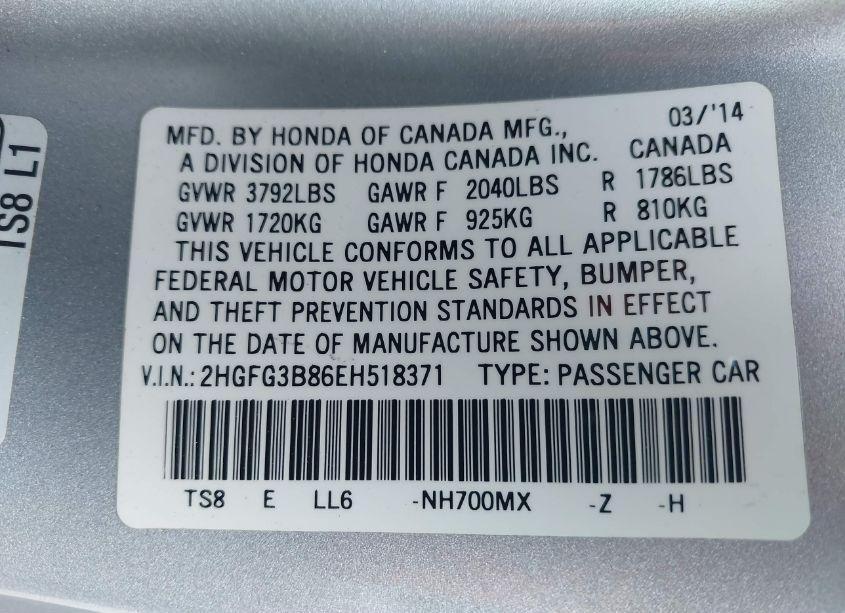 TS8 L1
03/'14
MFD. BY HONDA OF CANADA MFG.,
A DIVISION OF HONDA CANADA INC. CANADA
GVWR 3792LBS GAWR F 2040LBS R 1786LBS
GVWR 1720KG GAWR F 925KG R 810KG
THIS VEHICLE CONFORMS TO ALL APPLICABLE
FEDERAL MOTOR VEHICLE SAFETY, BUMPER,
AND THEFT PREVENTION STANDARDS IN EFFECT
ON THE DATE OF MANUFACTURE SHOWN ABOVE.
V.I.N.: 2HGFG3B86EH518371 TYPE: PASSENGER CAR
TS8 E LL6 -NH700MX -Z -H